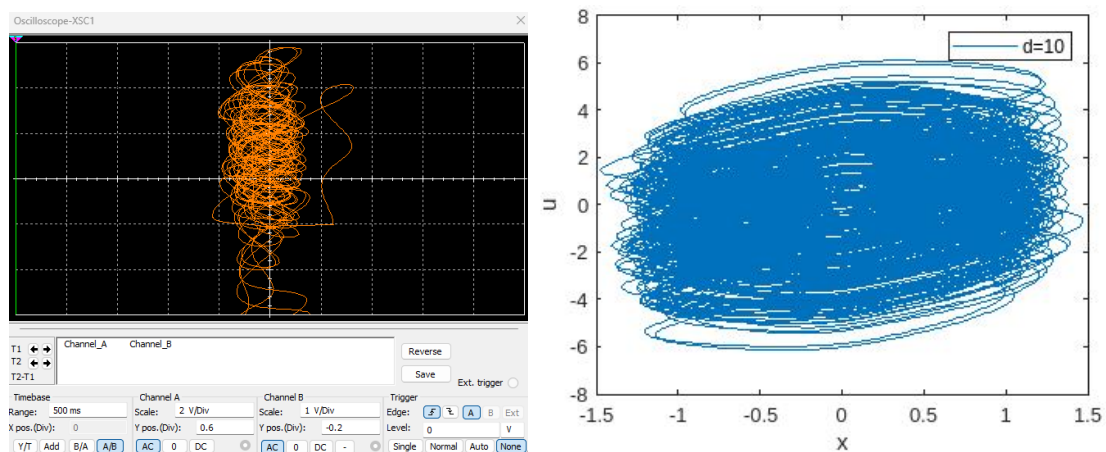 Oscilloscope-XSC1
T1
T2
T2-T1
Channel_A Channel_B
Reverse
Save
Ext. trigger
Timebase
Range: 500 ms
X pos.(Div): 0
Y/T Add B/A A/B
Channel A
Scale: 2 V/Div
Y pos.(Div): 0.6
AC 0 DC
Channel B
Scale: 1 V/Div
Y pos.(Div): -0.2
AC 0 DC -
Trigger
Edge: A B Ext
Level: 0 V
Single Normal Auto None
d=10
8
6
4
2
0
-2
-4
-6
-8
u
-1.5 -1 -0.5 0 0.5 1 1.5
x